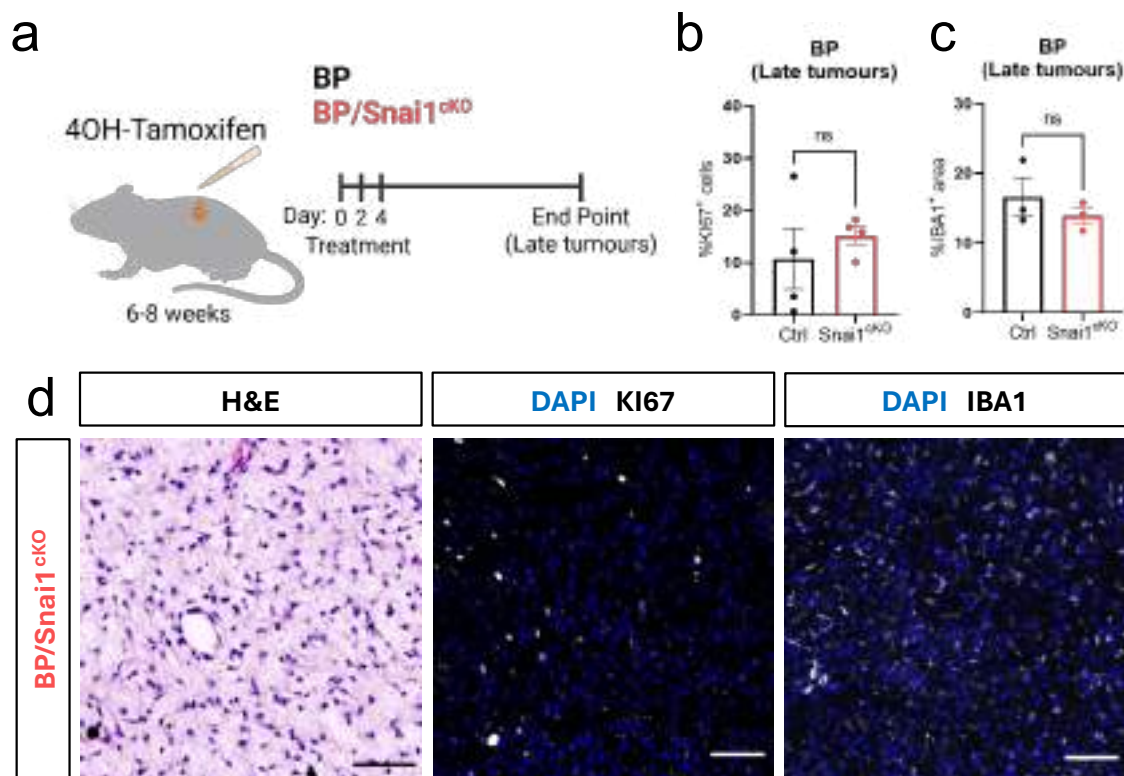 a
BP
BP/Snai1cKO
4OH-Tamoxifen
Day: 0 2 4
Treatment
End Point
(Late tumours)
6-8 weeks
b
BP
(Late tumours)
%KI67+ cells
40
30
20
10
0
ns
Ctrl Snai1cKO
c
BP
(Late tumours)
%IBA1+ area
30
20
10
0
ns
Ctrl Snai1cKO
d
H&E
DAPI KI67
DAPI IBA1
BP/Snai1cKO